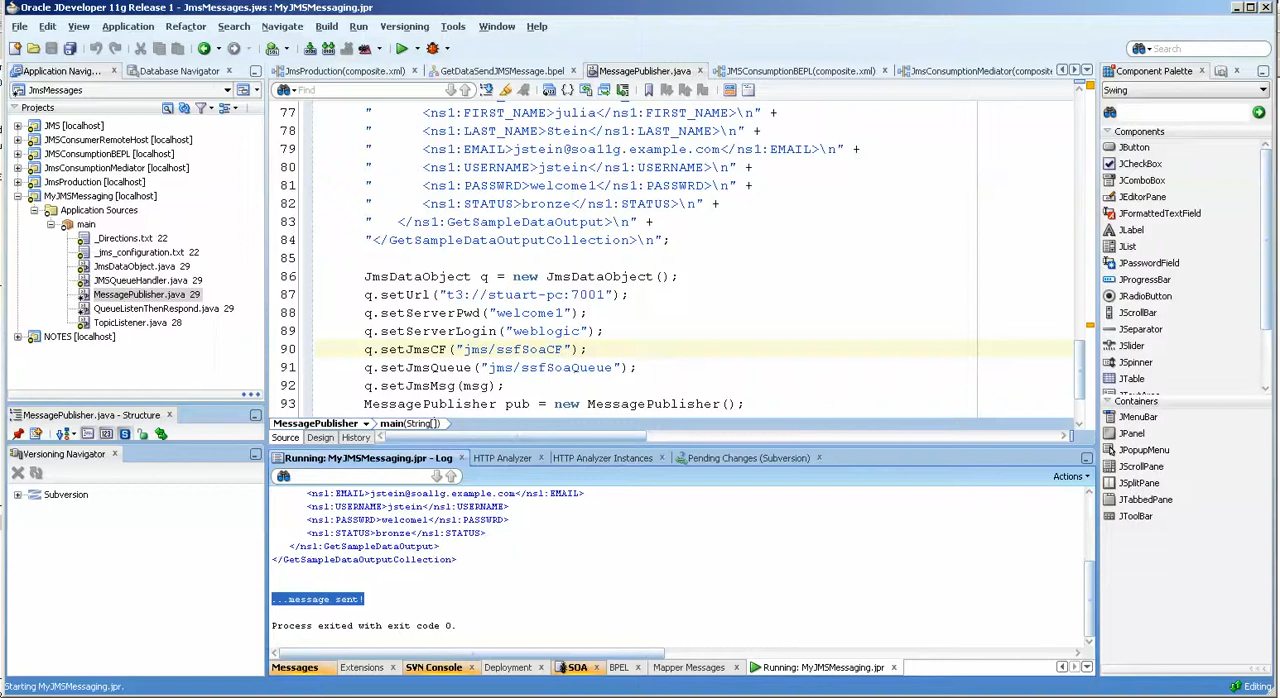 Oracle JDeveloper 11g Release 1 - JmsMessages.jws : MyJMSMessaging.jpr
File Edit View Application Refactor Search Navigate Build Run Versioning Tools Window Help
Search
Application Navig... Database Navigator
JmsProduction(composite.xml) GetDataSendJMSMessage.bpel MessagePublisher.java JMSConsumptionBEPL(composite.xml) JmsConsumptionMediator(composite.
Component Palette
JmsMessages
Find
Swing
Projects
JMS [localhost]
JMSConsumerRemoteHost [localhost]
JMSConsumptionBEPL [localhost]
JmsConsumptionMediator [localhost]
JmsProduction [localhost]
MyJMSMessaging [localhost]
Application Sources
main
_Directions.txt 22
_jms_configuration.txt 22
JmsDataObject.java 29
JMSQueueHandler.java 29
MessagePublisher.java 29
QueueListenThenRespond.java 29
TopicListener.java 28
NOTES [localhost]
77 " <ns1:FIRST_NAME>julia</ns1:FIRST_NAME>\n" +
78 " <ns1:LAST_NAME>Stein</ns1:LAST_NAME>\n" +
79 " <ns1:EMAIL>jstein@soa11g.example.com</ns1:EMAIL>\n" +
80 " <ns1:USERNAME>jstein</ns1:USERNAME>\n" +
81 " <ns1:PASSWRD>welcome1</ns1:PASSWRD>\n" +
82 " <ns1:STATUS>bronze</ns1:STATUS>\n" +
83 " </ns1:GetSampleDataOutput>\n" +
84 "</GetSampleDataOutputCollection>\n";
85
86 JmsDataObject q = new JmsDataObject();
87 q.setUrl("t3://stuart-pc:7001");
88 q.setServerPwd("welcome1");
89 q.setServerLogin("weblogic");
90 q.setJmsCF("jms/ssfSoaCF");
91 q.setJmsQueue("jms/ssfSoaQueue");
92 q.setJmsMsg(msg);
93 MessagePublisher pub = new MessagePublisher();
MessagePublisher main(String[])
Source Design History
Components
JButton
JCheckBox
JComboBox
JEditorPane
JFormattedTextField
JLabel
JList
JPasswordField
JProgressBar
JRadioButton
JScrollBar
JSeparator
JSlider
JSpinner
JTable
JTextArea
Containers
JMenuBar
JPanel
JPopupMenu
JScrollPane
JSplitPane
JTabbedPane
JToolBar
MessagePublisher.java - Structure
Versioning Navigator
Subversion
Running: MyJMSMessaging.jpr - Log HTTP Analyzer HTTP Analyzer Instances Pending Changes (Subversion)
Actions
<ns1:EMAIL>jstein@soa11g.example.com</ns1:EMAIL>
<ns1:USERNAME>jstein</ns1:USERNAME>
<ns1:PASSWRD>welcome1</ns1:PASSWRD>
<ns1:STATUS>bronze</ns1:STATUS>
</ns1:GetSampleDataOutput>
</GetSampleDataOutputCollection>
...message sent!
Process exited with exit code 0.
Messages Extensions SVN Console Deployment SOA BPEL Mapper Messages Running: MyJMSMessaging.jpr
Starting MyJMSMessaging.jpr.
Editing